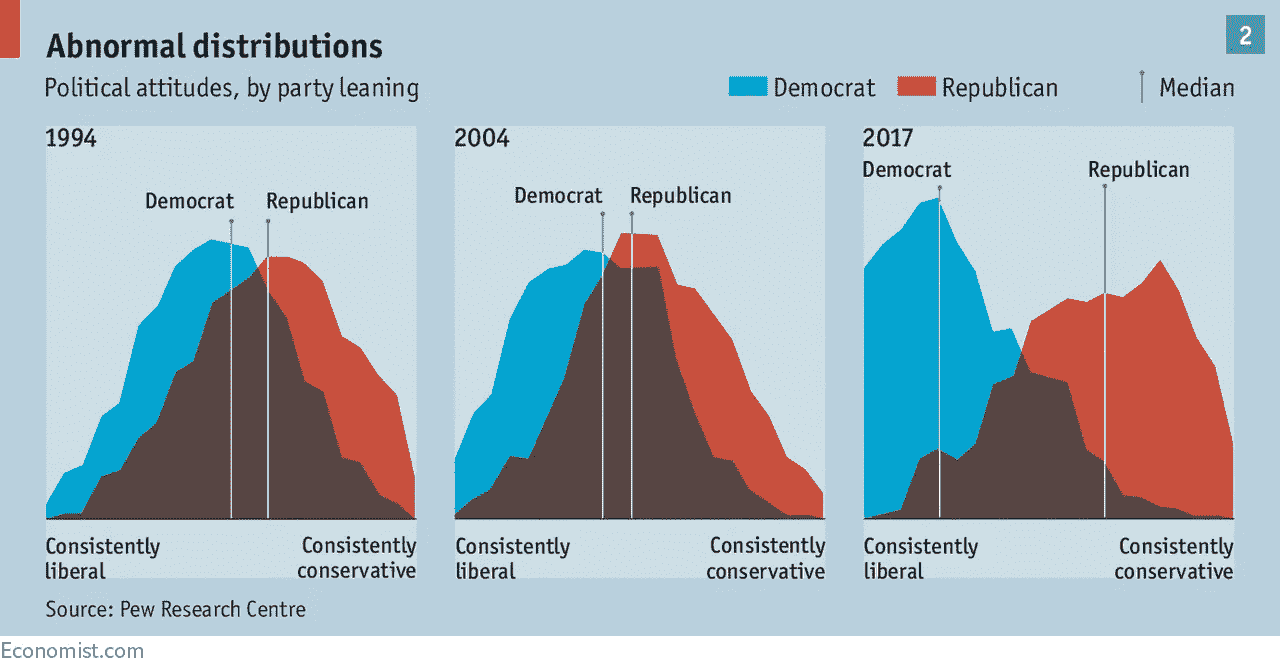 Abnormal distributions
2
Political attitudes, by party leaning
Democrat
Republican
Median
1994
Democrat
Republican
Consistently
liberal
Consistently
conservative
2004
Democrat
Republican
Consistently
liberal
Consistently
conservative
2017
Democrat
Republican
Consistently
liberal
Consistently
conservative
Source: Pew Research Centre
Economist.com